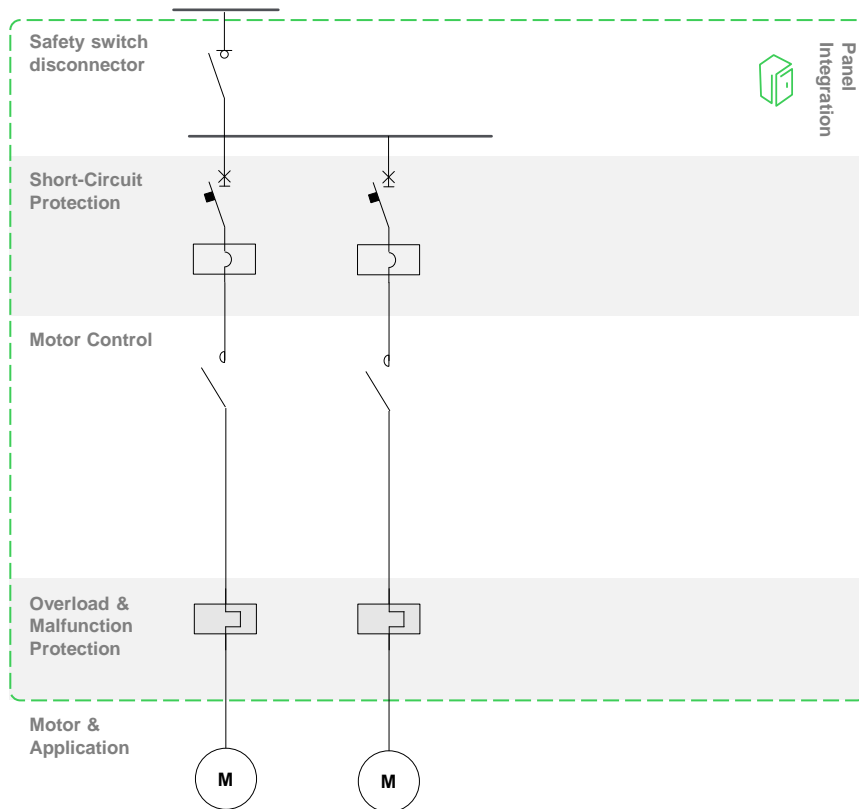 Safety switch
disconnector
Panel
Integration
Short-Circuit
Protection
Motor Control
Overload &
Malfunction
Protection
Motor &
Application
M
M